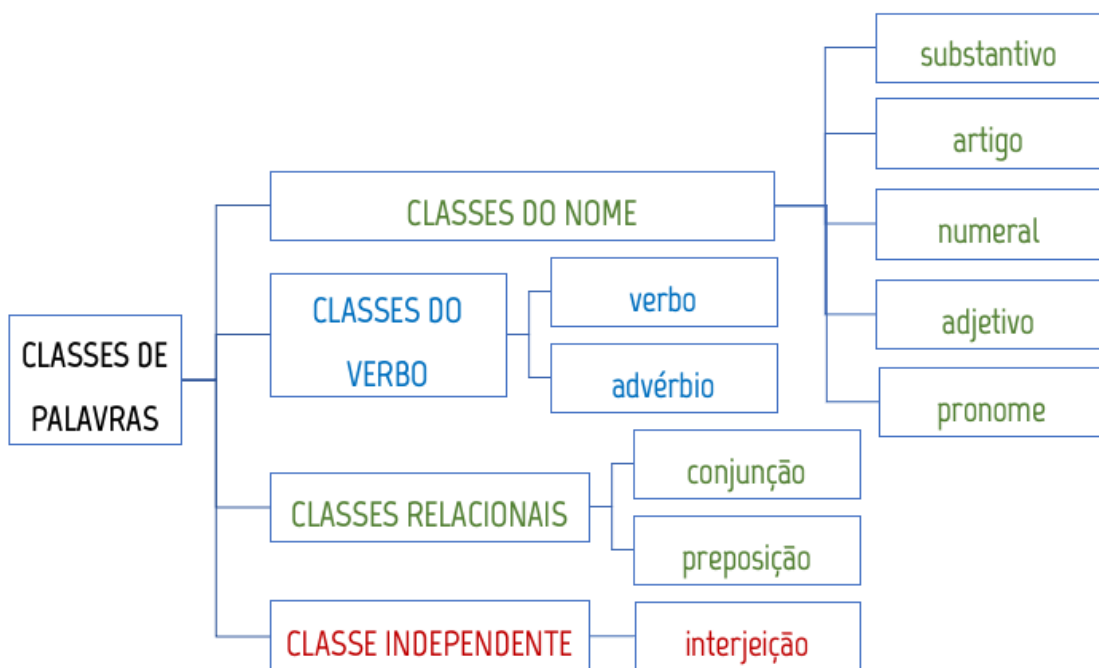 CLASSES DE
PALAVRAS
CLASSES DO NOME
substantivo
artigo
numeral
adjetivo
pronome
CLASSES DO
VERBO
verbo
advérbio
CLASSES RELACIONAIS
conjunção
preposição
CLASSE INDEPENDENTE
interjeição